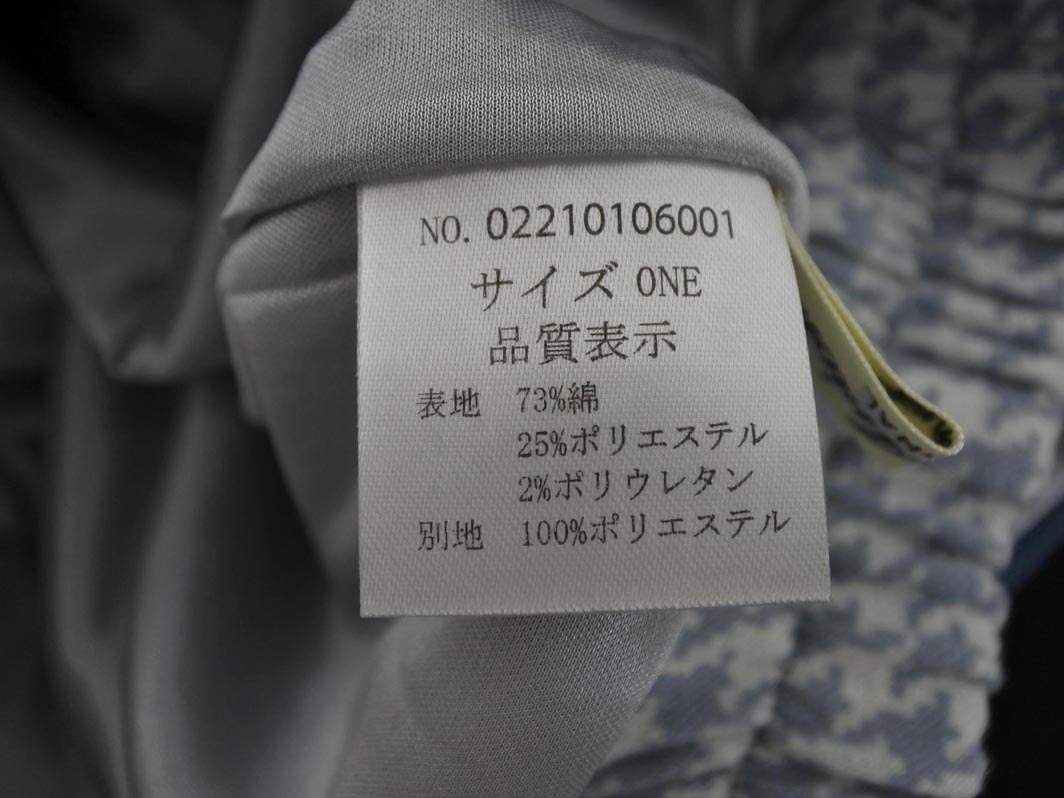 NO. 02210106001
サイズ ONE
品質表示
表地 73%綿
25%ポリエステル
2%ポリウレタン
別地 100%ポリエステル